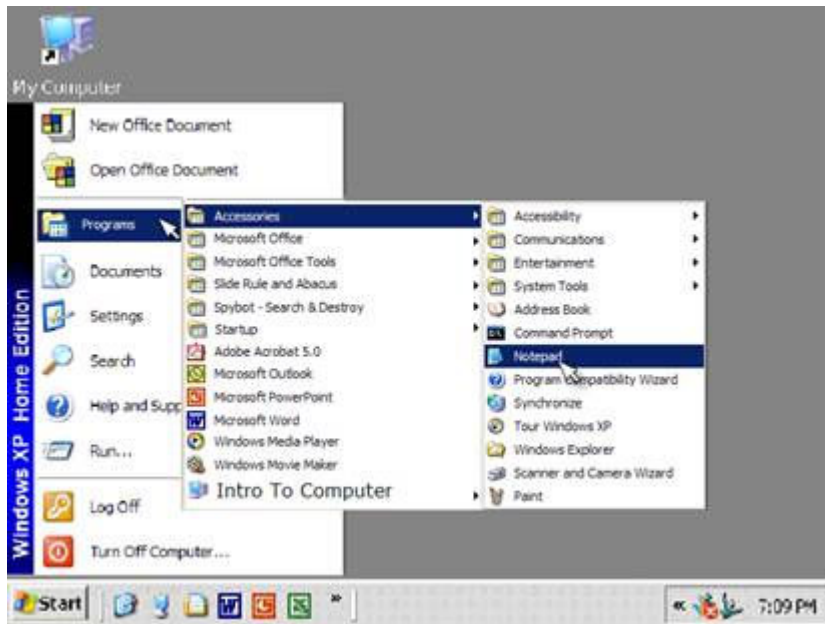 My Computer
New Office Document
Open Office Document
Programs
Documents
Settings
Search
Help and Supp
Run...
Log Off
Turn Off Computer...
Windows XP Home Edition
Accessories
Microsoft Office
Microsoft Office Tools
Slide Rule and Abacus
Spybot - Search & Destroy
Startup
Adobe Acrobat 5.0
Microsoft Outlook
Microsoft PowerPoint
Microsoft Word
Windows Media Player
Windows Movie Maker
Intro To Computer
Accessibility
Communications
Entertainment
System Tools
Address Book
Command Prompt
Notepad
Program Compatibility Wizard
Synchronize
Tour Windows XP
Windows Explorer
Scanner and Camera Wizard
Paint
Start
»
«
7:09 PM